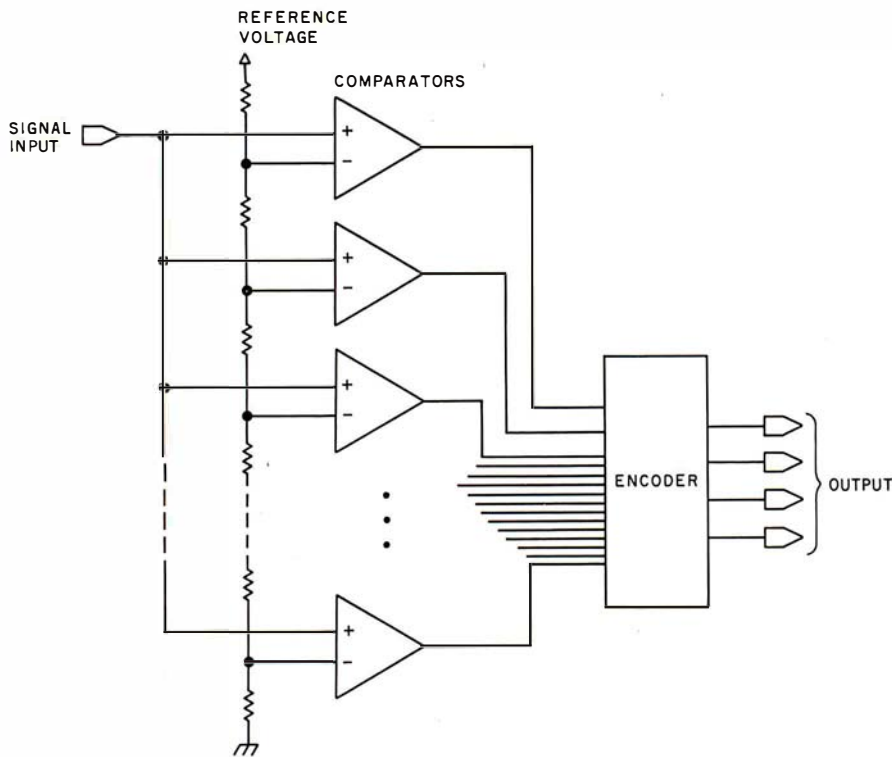 REFERENCE
VOLTAGE
COMPARATORS
SIGNAL
INPUT
+
−
+
−
+
−
ENCODER
OUTPUT
+
−